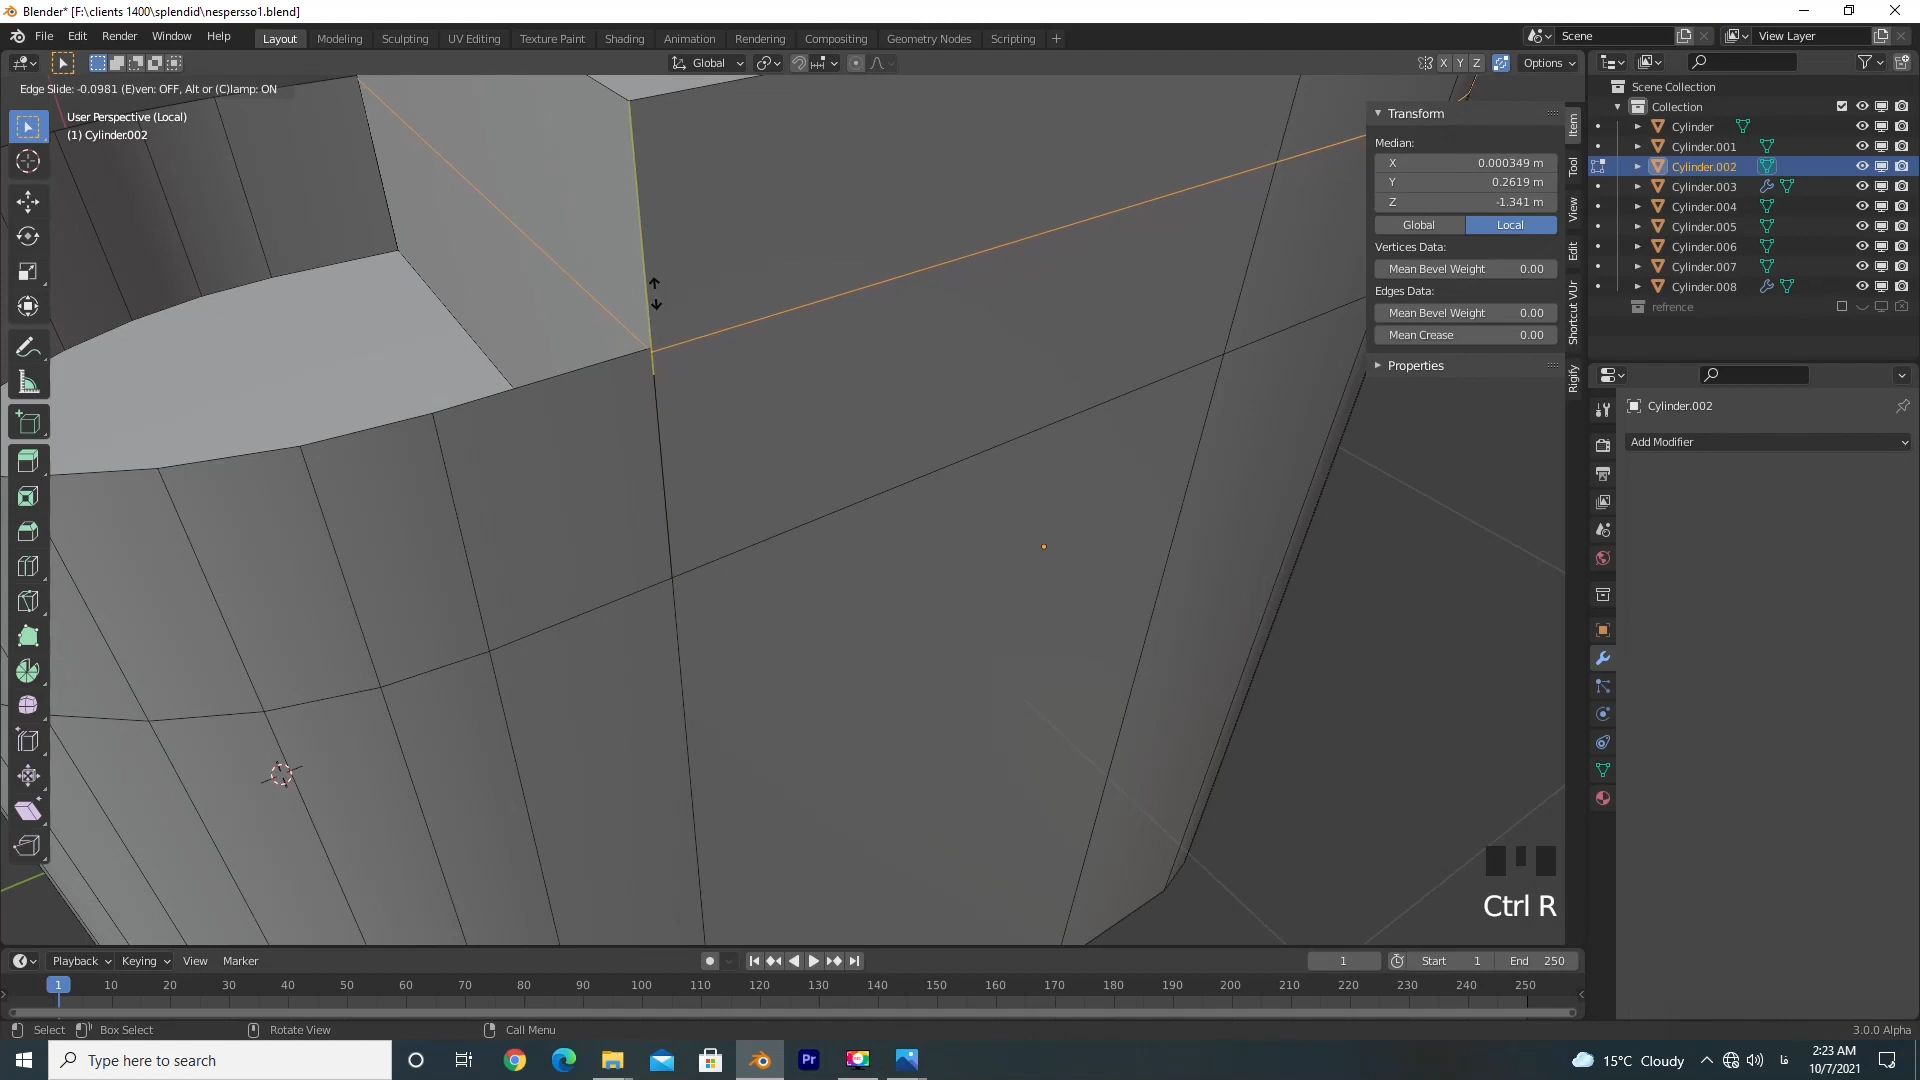 Blender* [F:\clients 1400\splendid\nespersso1.blend]
File Edit Render Window Help Layout Modeling Sculpting UV Editing Texture Paint Shading Animation Rendering Compositing Geometry Nodes Scripting + Scene View Layer
Global X Y Z Options
Edge Slide: -0.0981 (E)ven: OFF, Alt or (C)lamp: ON
User Perspective (Local)
(1) Cylinder.002
Transform
Median:
X 0.000349 m
Y 0.2619 m
Z -1.341 m
Global Local
Vertices Data:
Mean Bevel Weight 0.00
Edges Data:
Mean Bevel Weight 0.00
Mean Crease 0.00
Properties
Item
Tool
View
Edit
Shortcut VUr
Rigify
Scene Collection
Collection
Cylinder
Cylinder.001
Cylinder.002
Cylinder.003
Cylinder.004
Cylinder.005
Cylinder.006
Cylinder.007
Cylinder.008
refrence
Cylinder.002
Add Modifier
Ctrl R
Playback Keying View Marker 1 Start 1 End 250
1 10 20 30 40 50 60 70 80 90 100 110 120 130 140 150 160 170 180 190 200 210 220 230 240 250
Select Box Select Rotate View Call Menu 3.0.0 Alpha
Type here to search Pr 15°C Cloudy فا 2:23 AM
10/7/2021